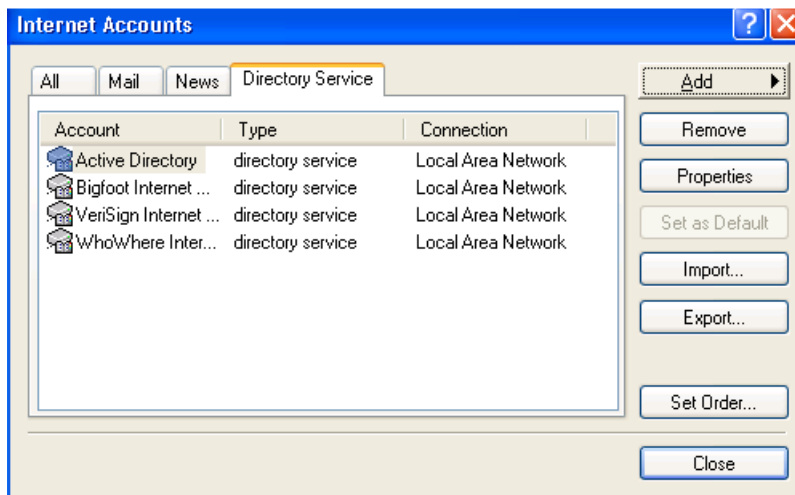 Internet Accounts
All Mail News Directory Service
Account Type Connection
Active Directory directory service Local Area Network
Bigfoot Internet ... directory service Local Area Network
VeriSign Internet ... directory service Local Area Network
WhoWhere Inter... directory service Local Area Network
Add
Remove
Properties
Set as Default
Import...
Export...
Set Order...
Close